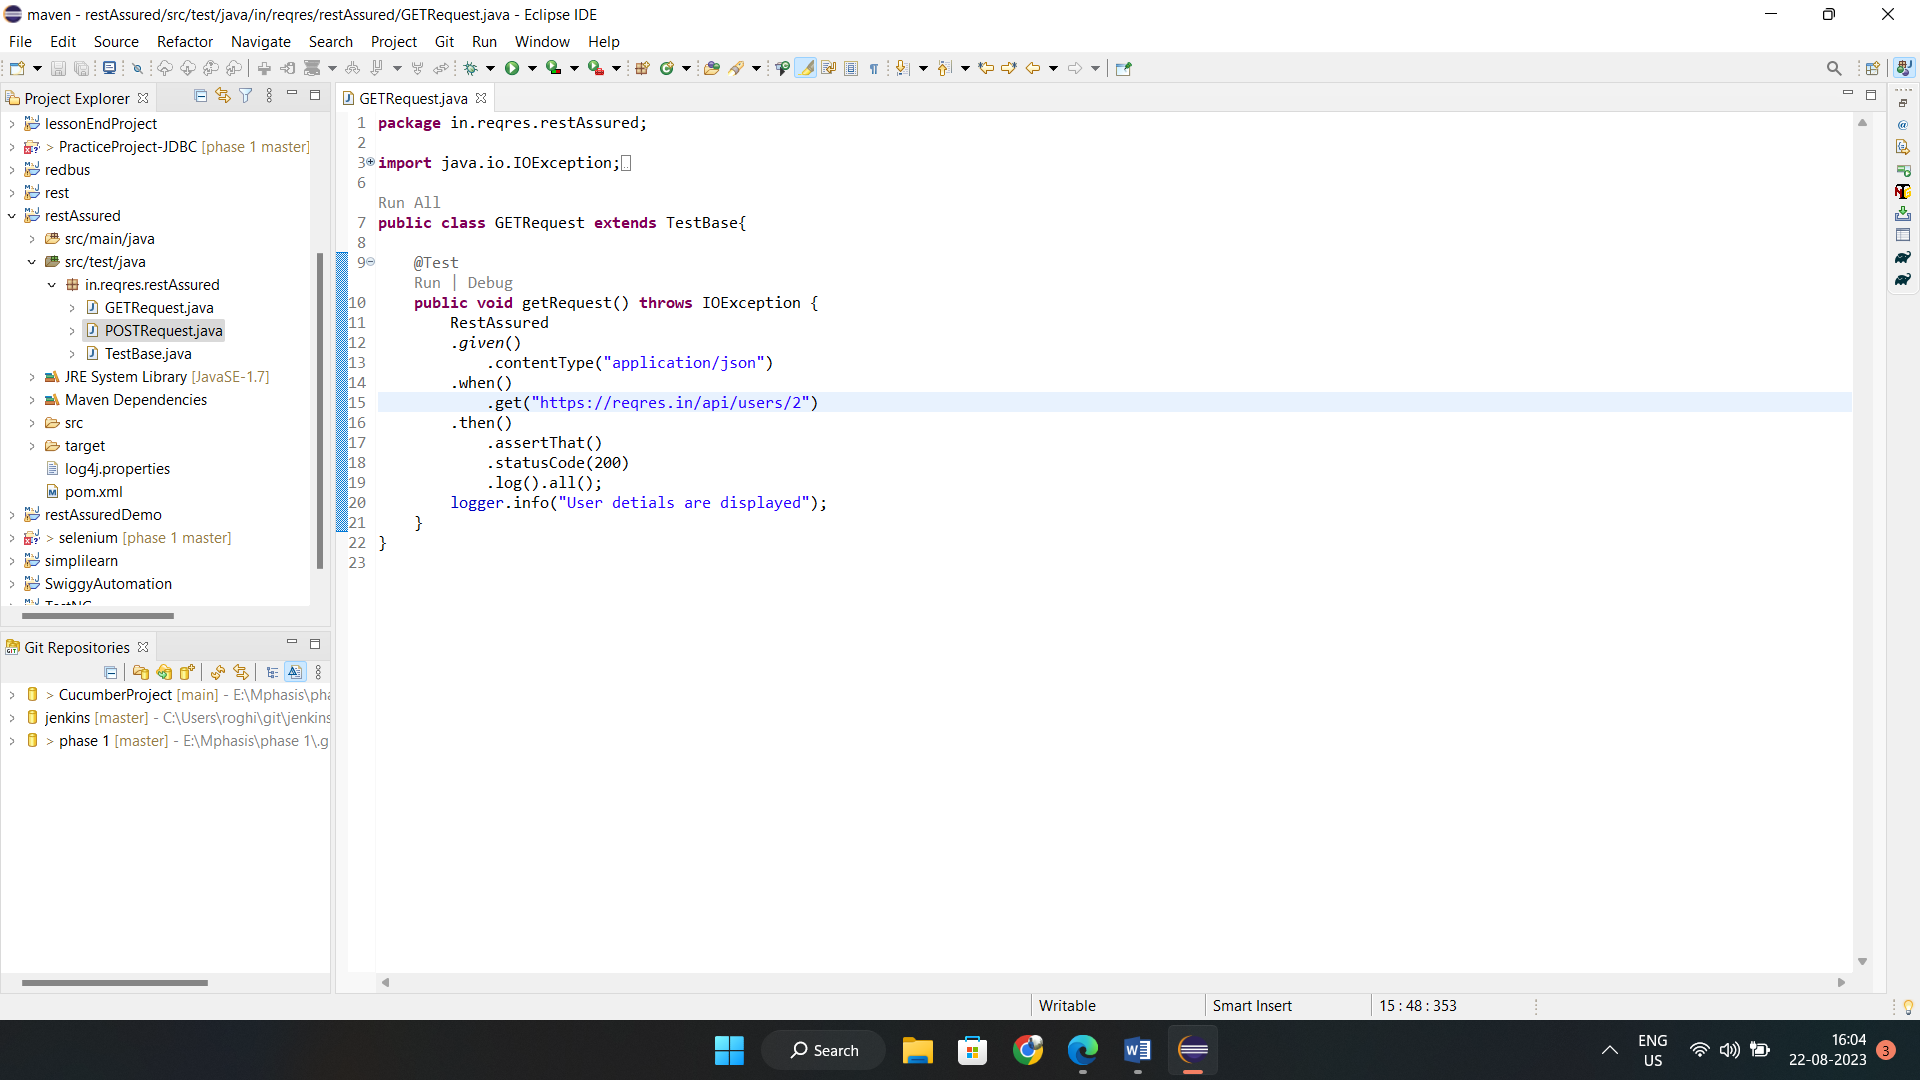 maven - restAssured/src/test/java/in/reqres/restAssured/GETRequest.java - Eclipse IDE
File Edit Source Refactor Navigate Search Project Git Run Window Help
Project Explorer
lessonEndProject
> PracticeProject-JDBC [phase 1 master]
redbus
rest
restAssured
src/main/java
src/test/java
in.reqres.restAssured
GETRequest.java
POSTRequest.java
TestBase.java
JRE System Library [JavaSE-1.7]
Maven Dependencies
src
target
log4j.properties
pom.xml
restAssuredDemo
> selenium [phase 1 master]
simplilearn
SwiggyAutomation
TestNG
Git Repositories
> CucumberProject [main] - E:\Mphasis\pha
jenkins [master] - C:\Users\roghi\git\jenkins
> phase 1 [master] - E:\Mphasis\phase 1\.g
GETRequest.java
1 package in.reqres.restAssured;
2
3 import java.io.IOException;
6
Run All
7 public class GETRequest extends TestBase{
8
9 @Test
Run | Debug
10 public void getRequest() throws IOException {
11 RestAssured
12 .given()
13 .contentType("application/json")
14 .when()
15 .get("https://reqres.in/api/users/2")
16 .then()
17 .assertThat()
18 .statusCode(200)
19 .log().all();
20 logger.info("User detials are displayed");
21 }
22 }
23
Writable Smart Insert 15 : 48 : 353
Search
ENG
US
16:04
22-08-2023
3